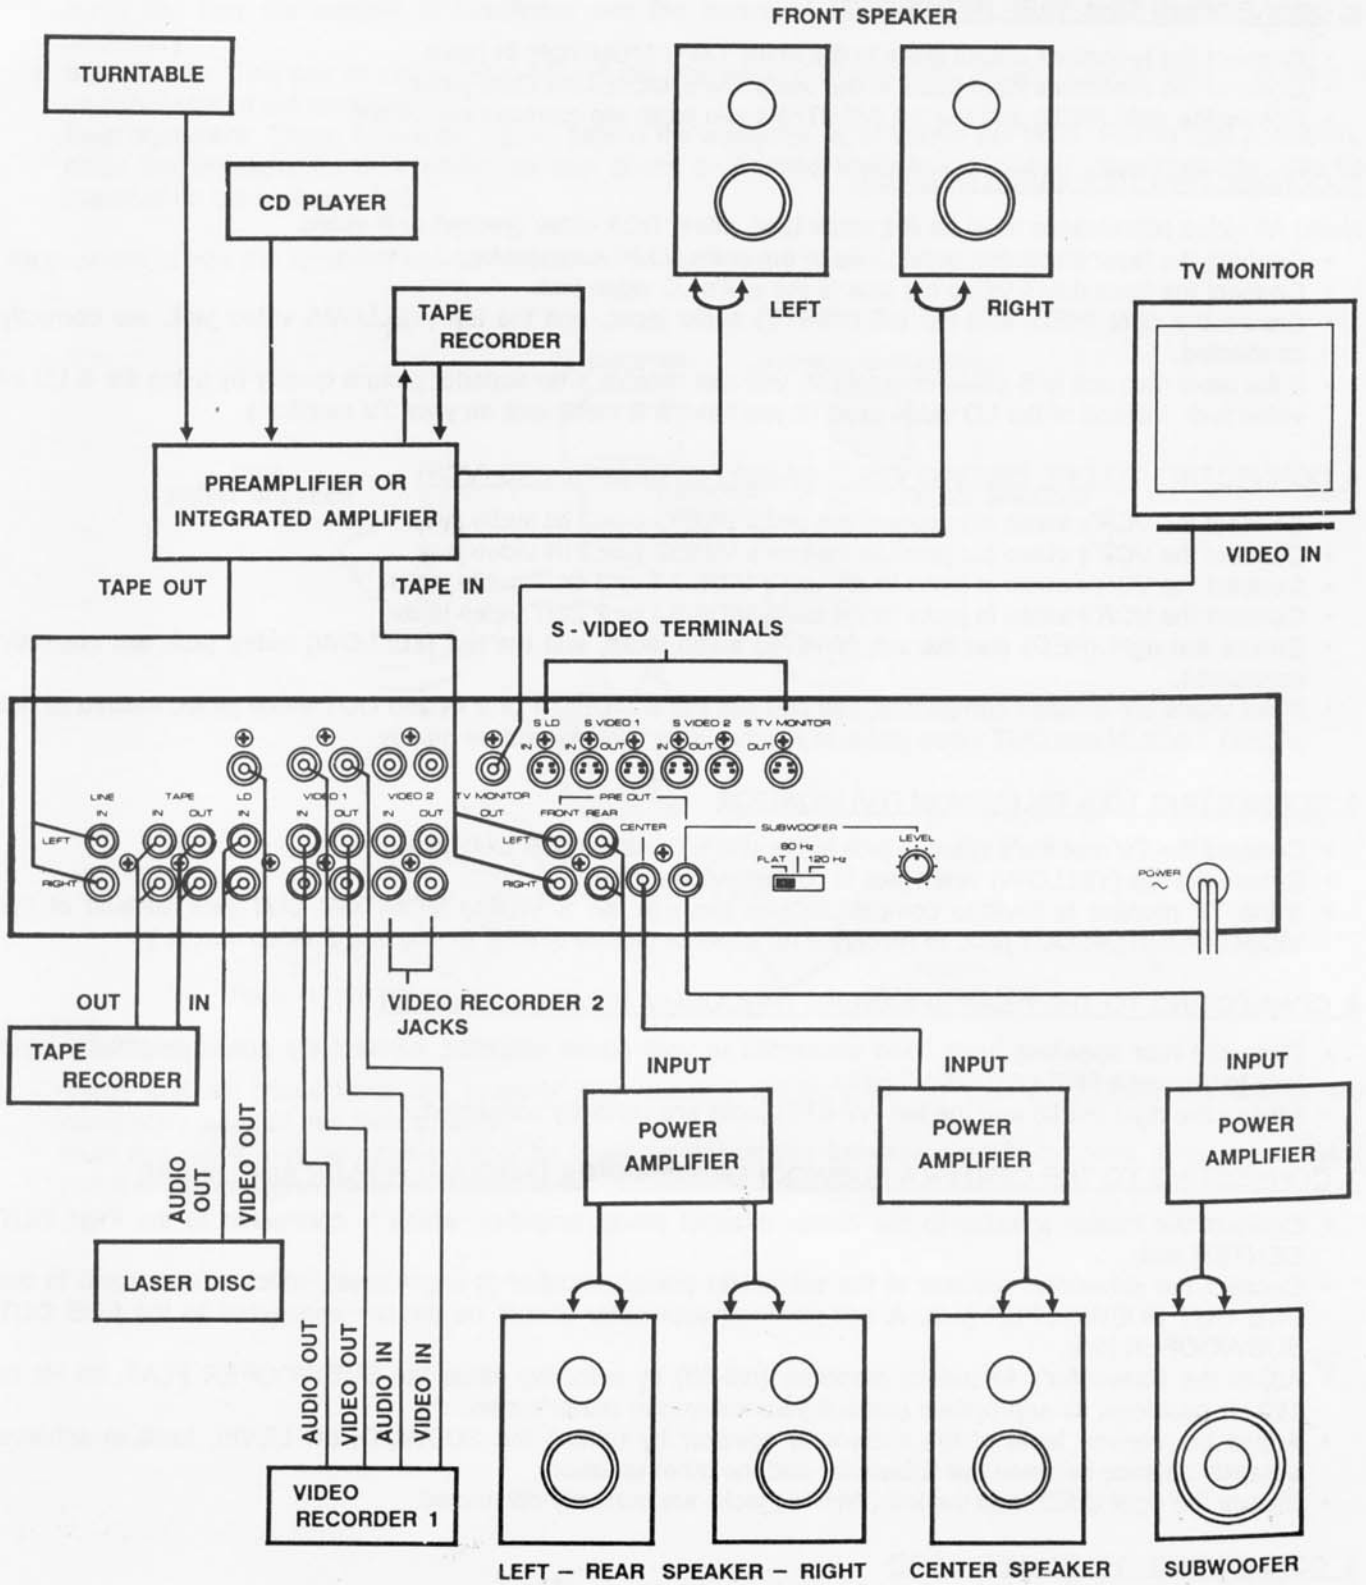 FRONT SPEAKER
TURNTABLE
CD PLAYER
TAPE
RECORDER
LEFT
RIGHT
TV MONITOR
PREAMPLIFIER OR
INTEGRATED AMPLIFIER
VIDEO IN
TAPE OUT
TAPE IN
S - VIDEO TERMINALS
S LD
S VIDEO 1
S VIDEO 2
S TV MONITOR
IN
IN
OUT
IN
OUT
OUT
LINE
TAPE
LD
VIDEO 1
VIDEO 2
TV MONITOR
PRE OUT
IN
IN
OUT
IN
IN
OUT
IN
OUT
OUT
FRONT
REAR
CENTER
SUBWOOFER
LEVEL
LEFT
LEFT
80 Hz
FLAT
120 Hz
RIGHT
RIGHT
POWER
~
OUT
IN
VIDEO RECORDER 2
JACKS
TAPE
RECORDER
INPUT
INPUT
INPUT
POWER
AMPLIFIER
POWER
AMPLIFIER
POWER
AMPLIFIER
AUDIO
OUT
VIDEO OUT
LASER DISC
AUDIO OUT
VIDEO OUT
AUDIO IN
VIDEO IN
VIDEO
RECORDER 1
LEFT – REAR SPEAKER – RIGHT
CENTER SPEAKER
SUBWOOFER